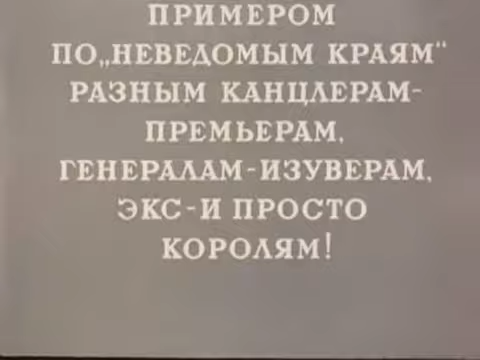 ПРИМЕРОМ
ПО„НЕВЕДОМЫМ КРАЯМ“
РАЗНЫМ КАНЦЛЕРАМ-
ПРЕМЬЕРАМ,
ГЕНЕРАЛАМ-ИЗУВЕРАМ,
ЭКС-И ПРОСТО
КОРОЛЯМ!